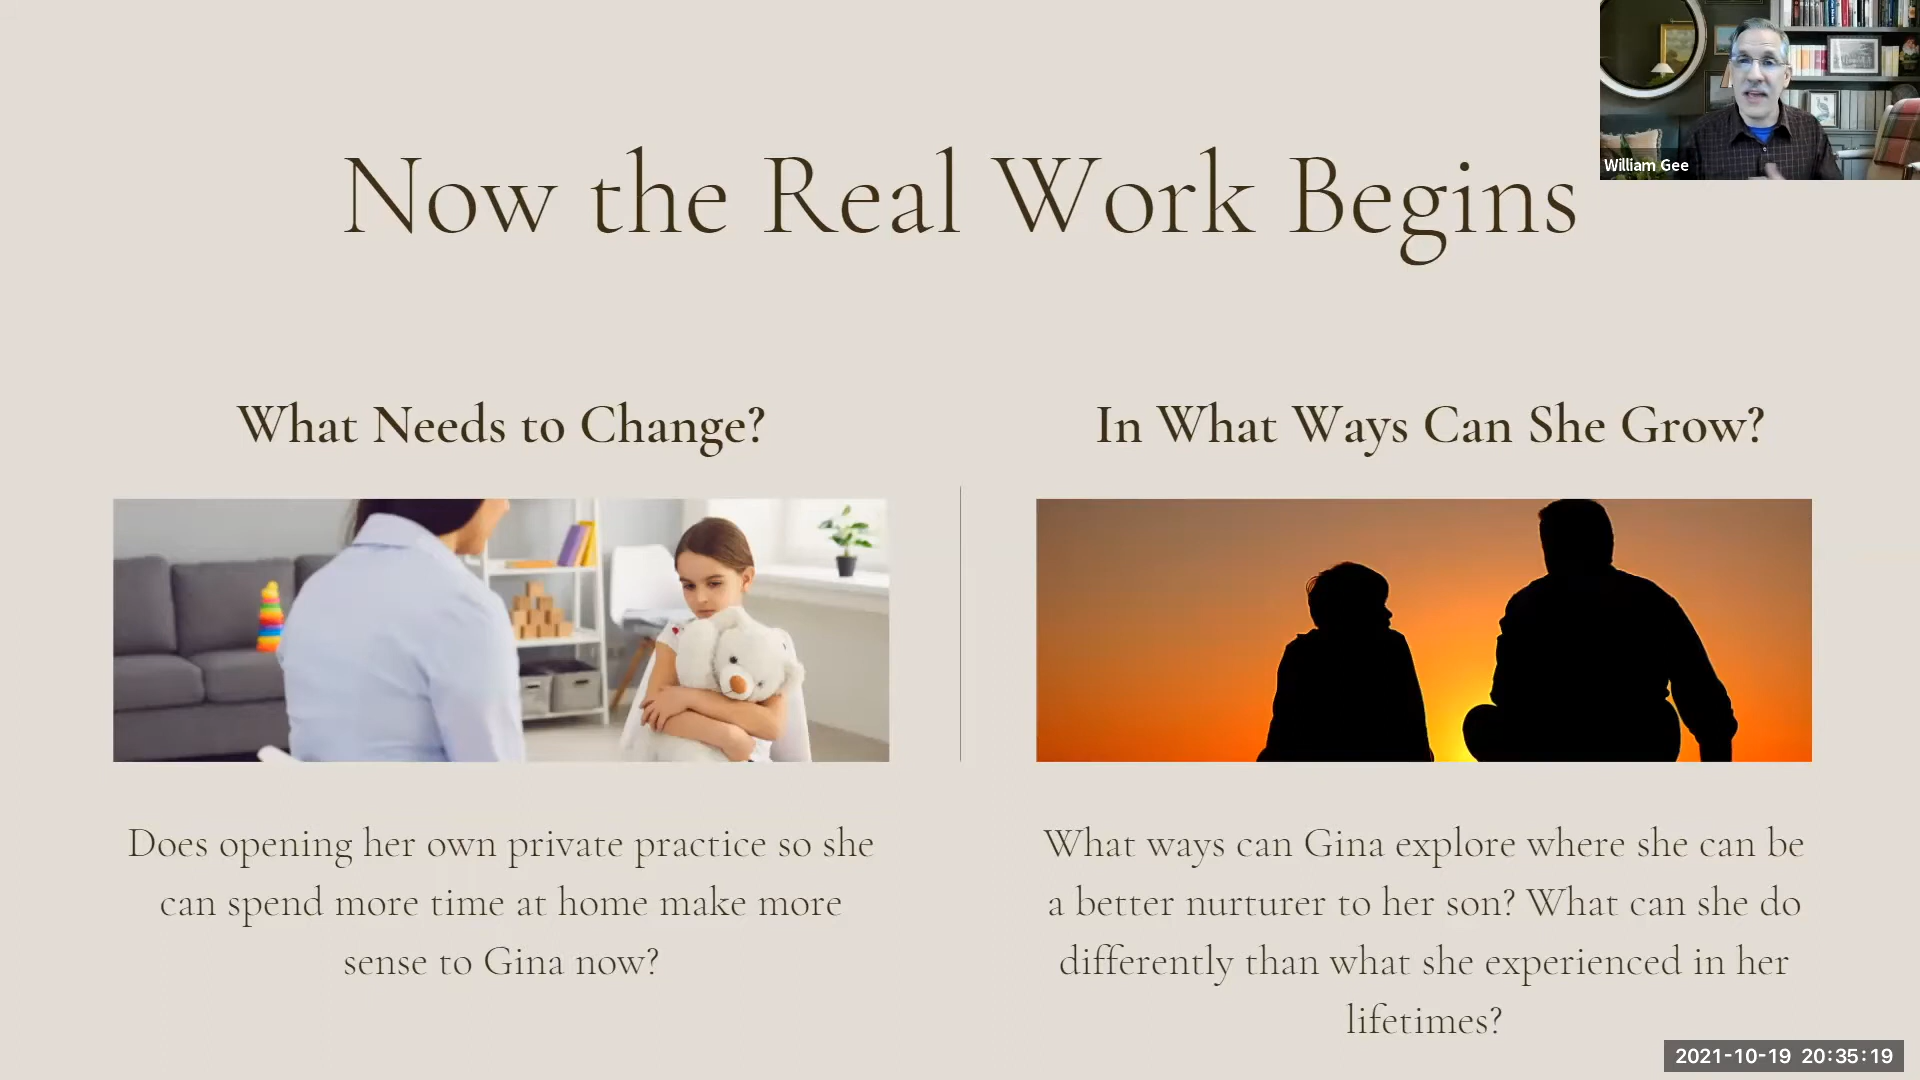 Now the Real Work Begins
William Gee
What Needs to Change?
In What Ways Can She Grow?
Does opening her own private practice so she
can spend more time at home make more
sense to Gina now?
What ways can Gina explore where she can be
a better nurturer to her son? What can she do
differently than what she experienced in her
lifetimes?
2021-10-19 20:35:19